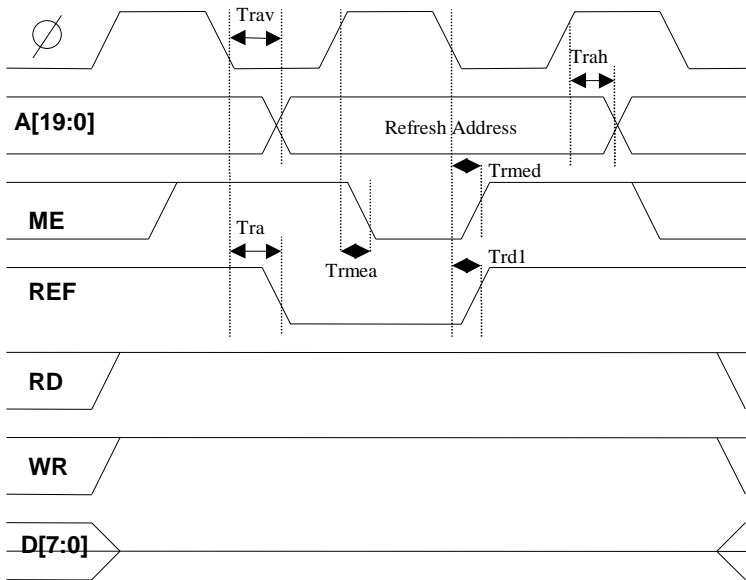 Trav
Ø
Trah
A[19:0]
Refresh Address
Trmed
ME
Tra
Trmea
Trd1
REF
RD
WR
D[7:0]